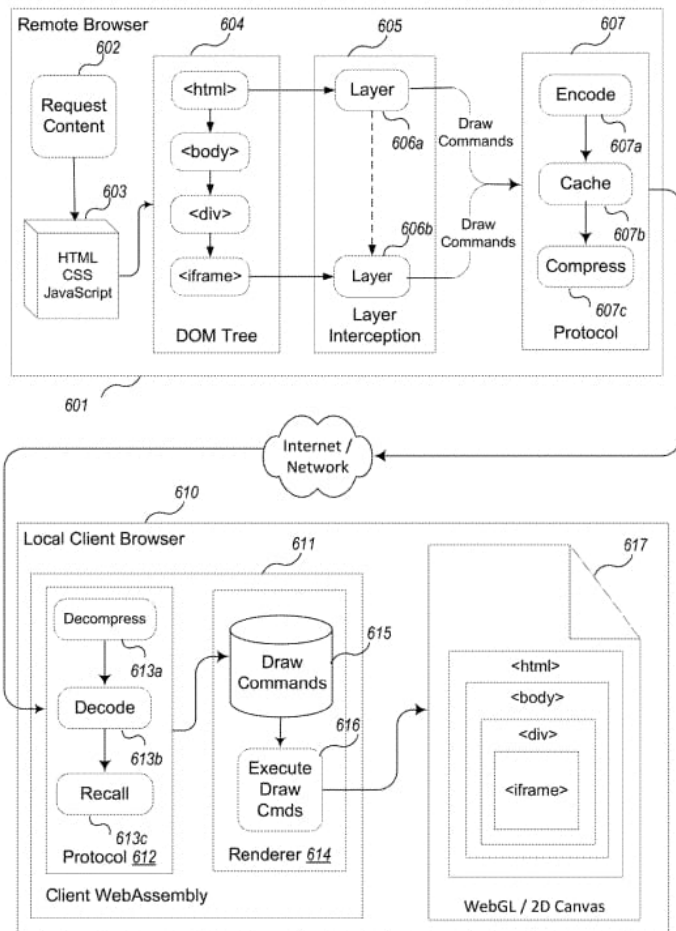 Remote Browser
602
Request
Content
603
HTML
CSS
JavaScript
604
<html>
<body>
<div>
<iframe>
DOM Tree
605
Layer
606a
606b
Layer
Layer
Interception
Draw
Commands
Draw
Commands
607
Encode
607a
Cache
607b
Compress
607c
Protocol
601
Internet /
Network
610
Local Client Browser
611
Decompress
613a
Decode
613b
Recall
613c
Protocol 612
Draw
Commands
615
616
Execute
Draw
Cmds
Renderer 614
Client WebAssembly
617
<html>
<body>
<div>
<iframe>
WebGL / 2D Canvas